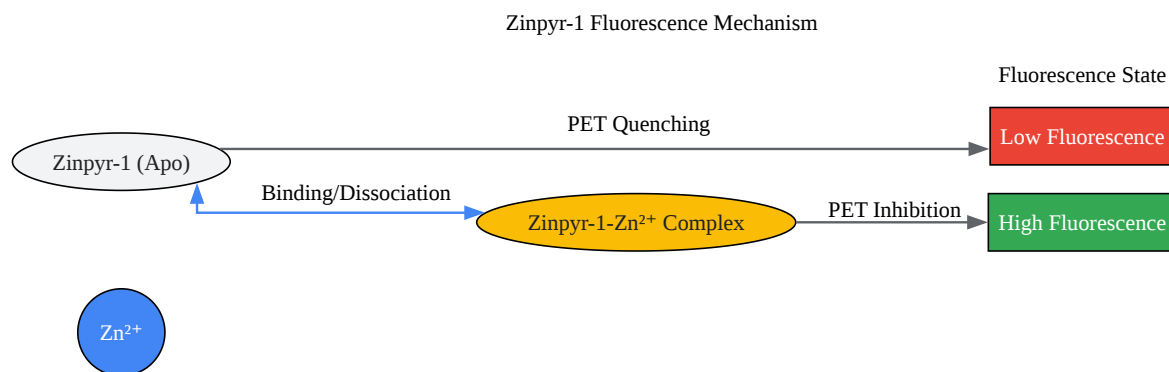 Zinpyr-1 Fluorescence Mechanism
Fluorescence State
PET Quenching
Low Fluorescence
Zinpyr-1 (Apo)
Binding/Dissociation
Zinpyr-1-Zn²⁺ Complex
PET Inhibition
High Fluorescence
Zn²⁺